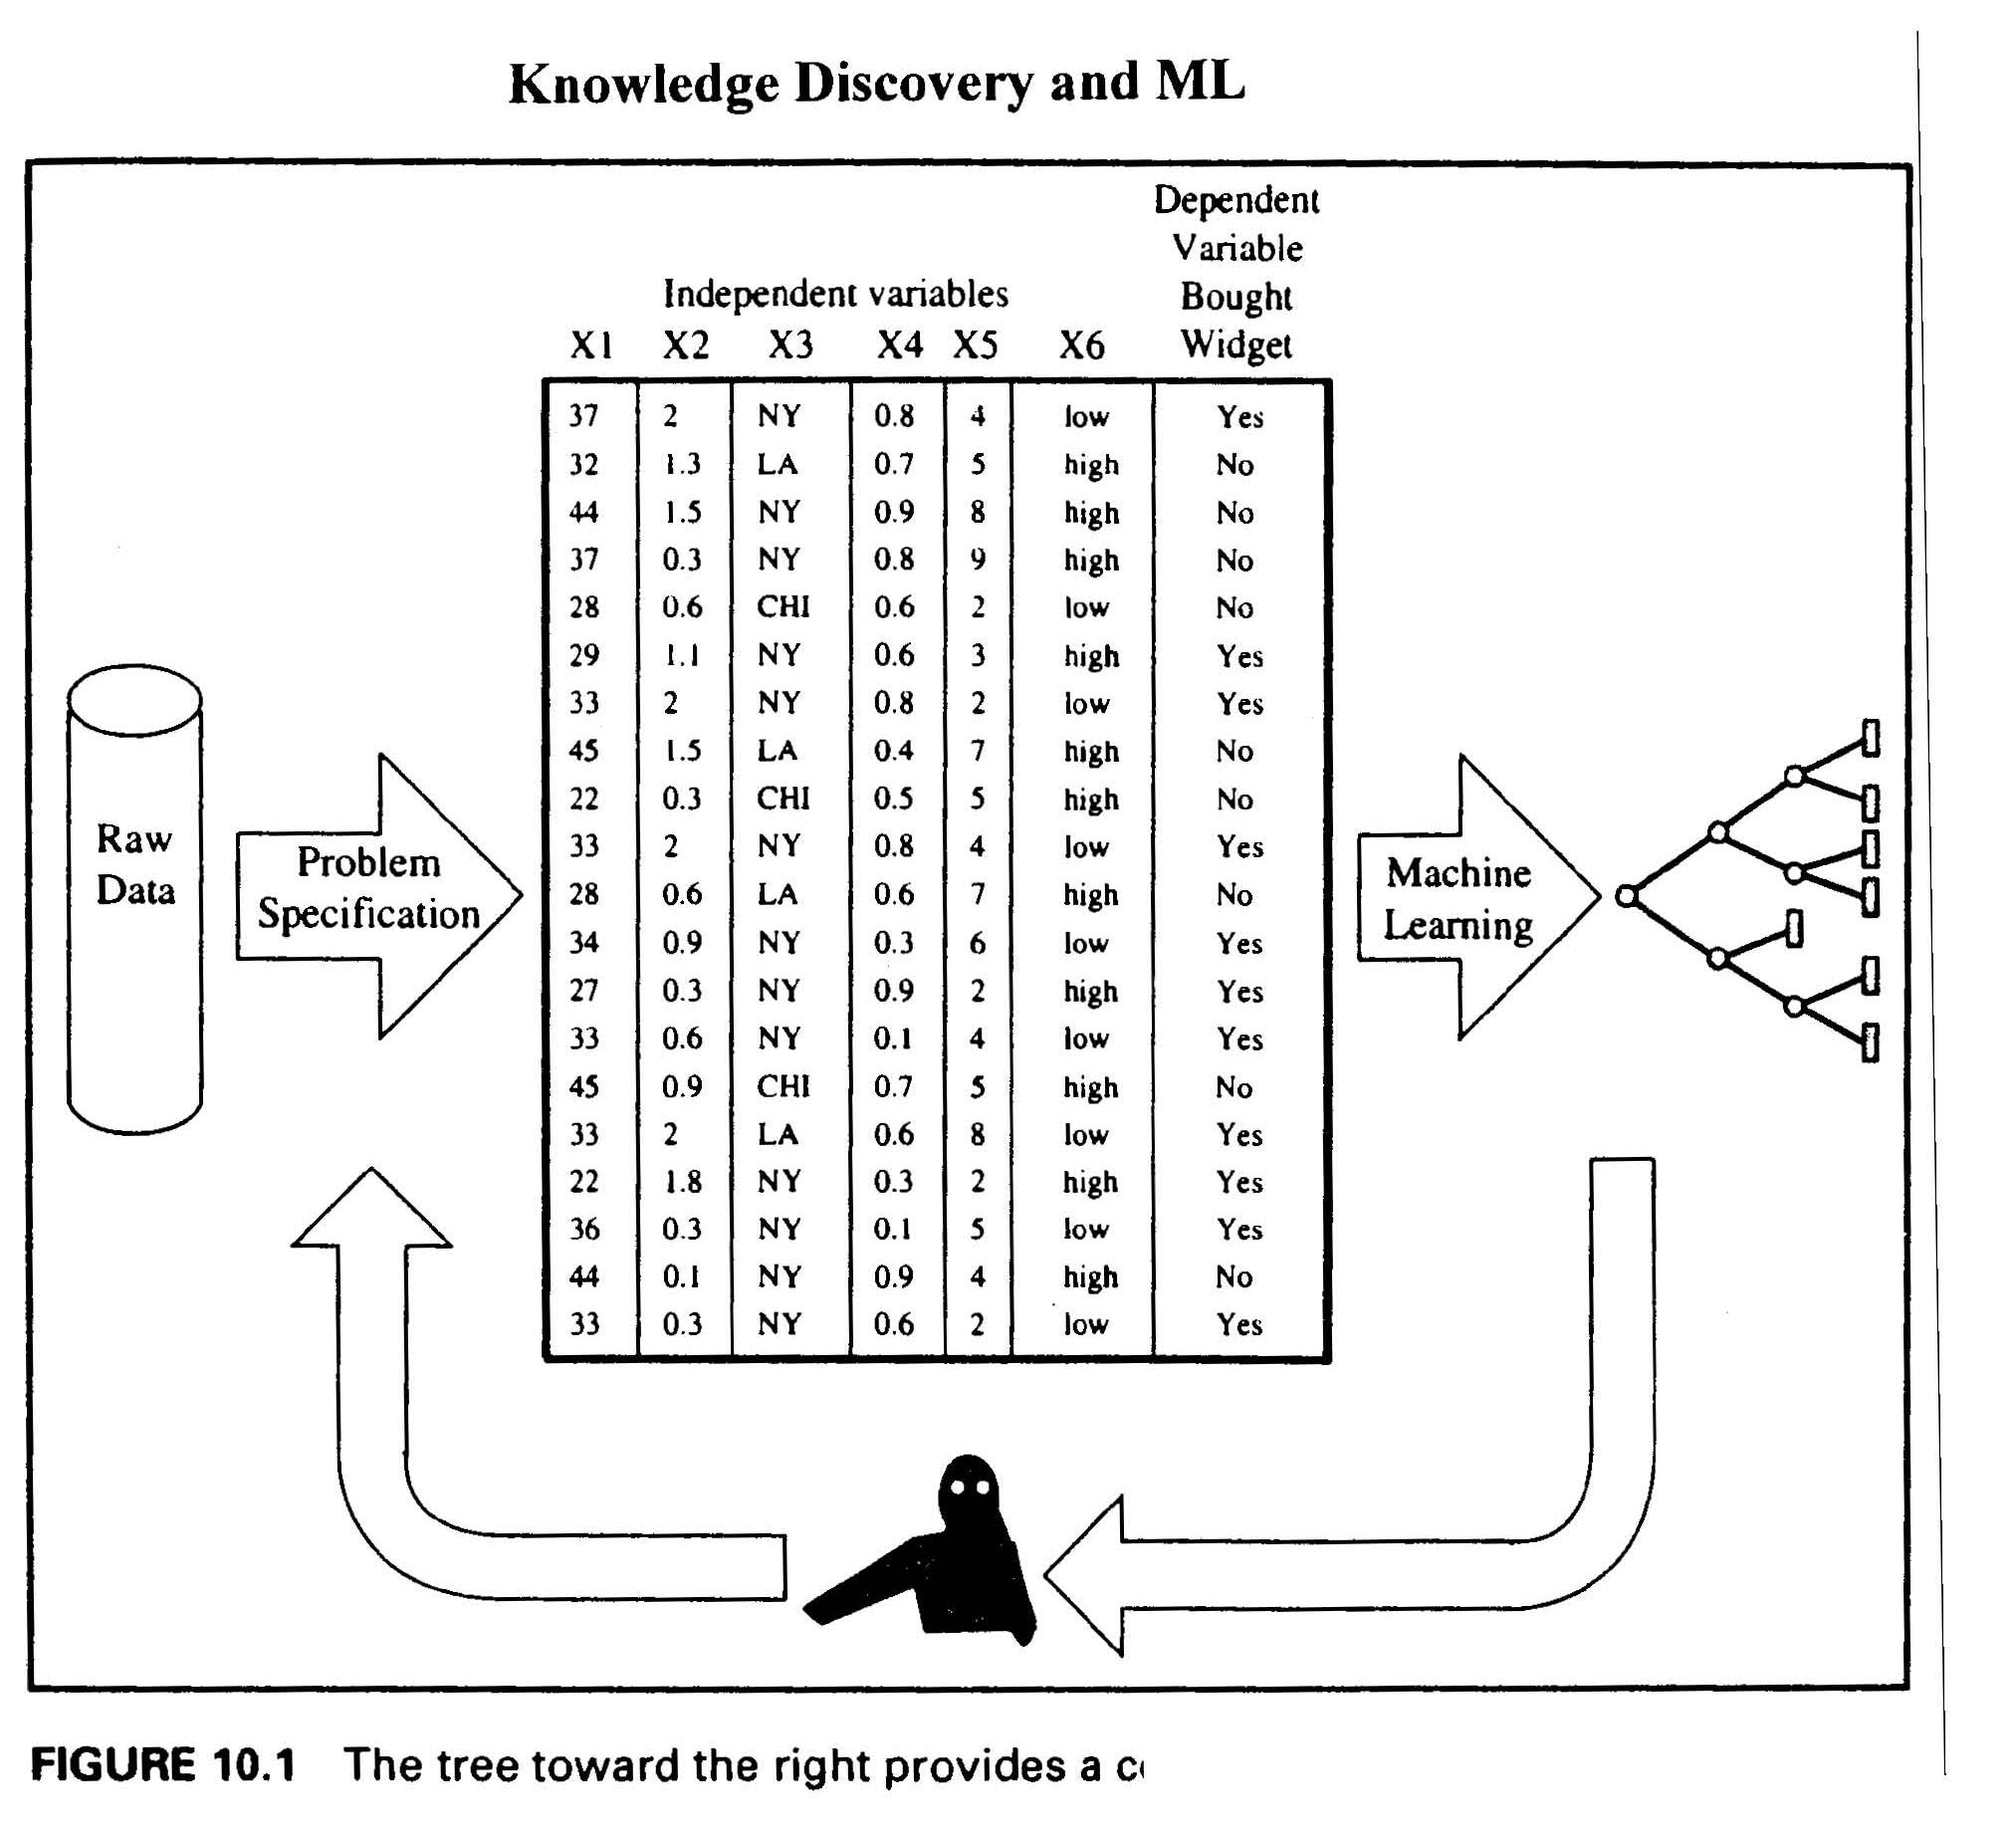 Knowledge Discovery and ML
Dependent
Variable
Independent variables Bought
X1 X2 X3 X4 X5 X6 Widget
37 2 NY 0.8 4 low Yes
32 1.3 LA 0.7 5 high No
44 1.5 NY 0.9 8 high No
37 0.3 NY 0.8 9 high No
28 0.6 CHI 0.6 2 low No
29 1.1 NY 0.6 3 high Yes
33 2 NY 0.8 2 low Yes
45 1.5 LA 0.4 7 high No
22 0.3 CHI 0.5 5 high No
33 2 NY 0.8 4 low Yes
28 0.6 LA 0.6 7 high No
34 0.9 NY 0.3 6 low Yes
27 0.3 NY 0.9 2 high Yes
33 0.6 NY 0.1 4 low Yes
45 0.9 CHI 0.7 5 high No
33 2 LA 0.6 8 low Yes
22 1.8 NY 0.3 2 high Yes
36 0.3 NY 0.1 5 low Yes
44 0.1 NY 0.9 4 high No
33 0.3 NY 0.6 2 low Yes
Raw
Data
Problem
Specification
Machine
Learning
FIGURE 10.1 The tree toward the right provides a